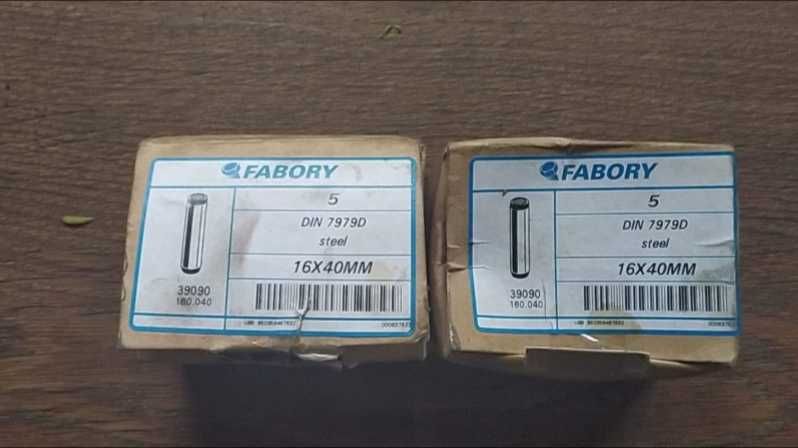 FABORY
5
DIN 7979D
steel
16X40MM
39090
160.040
FABORY
5
DIN 7979D
steel
16X40MM
39090
160.040